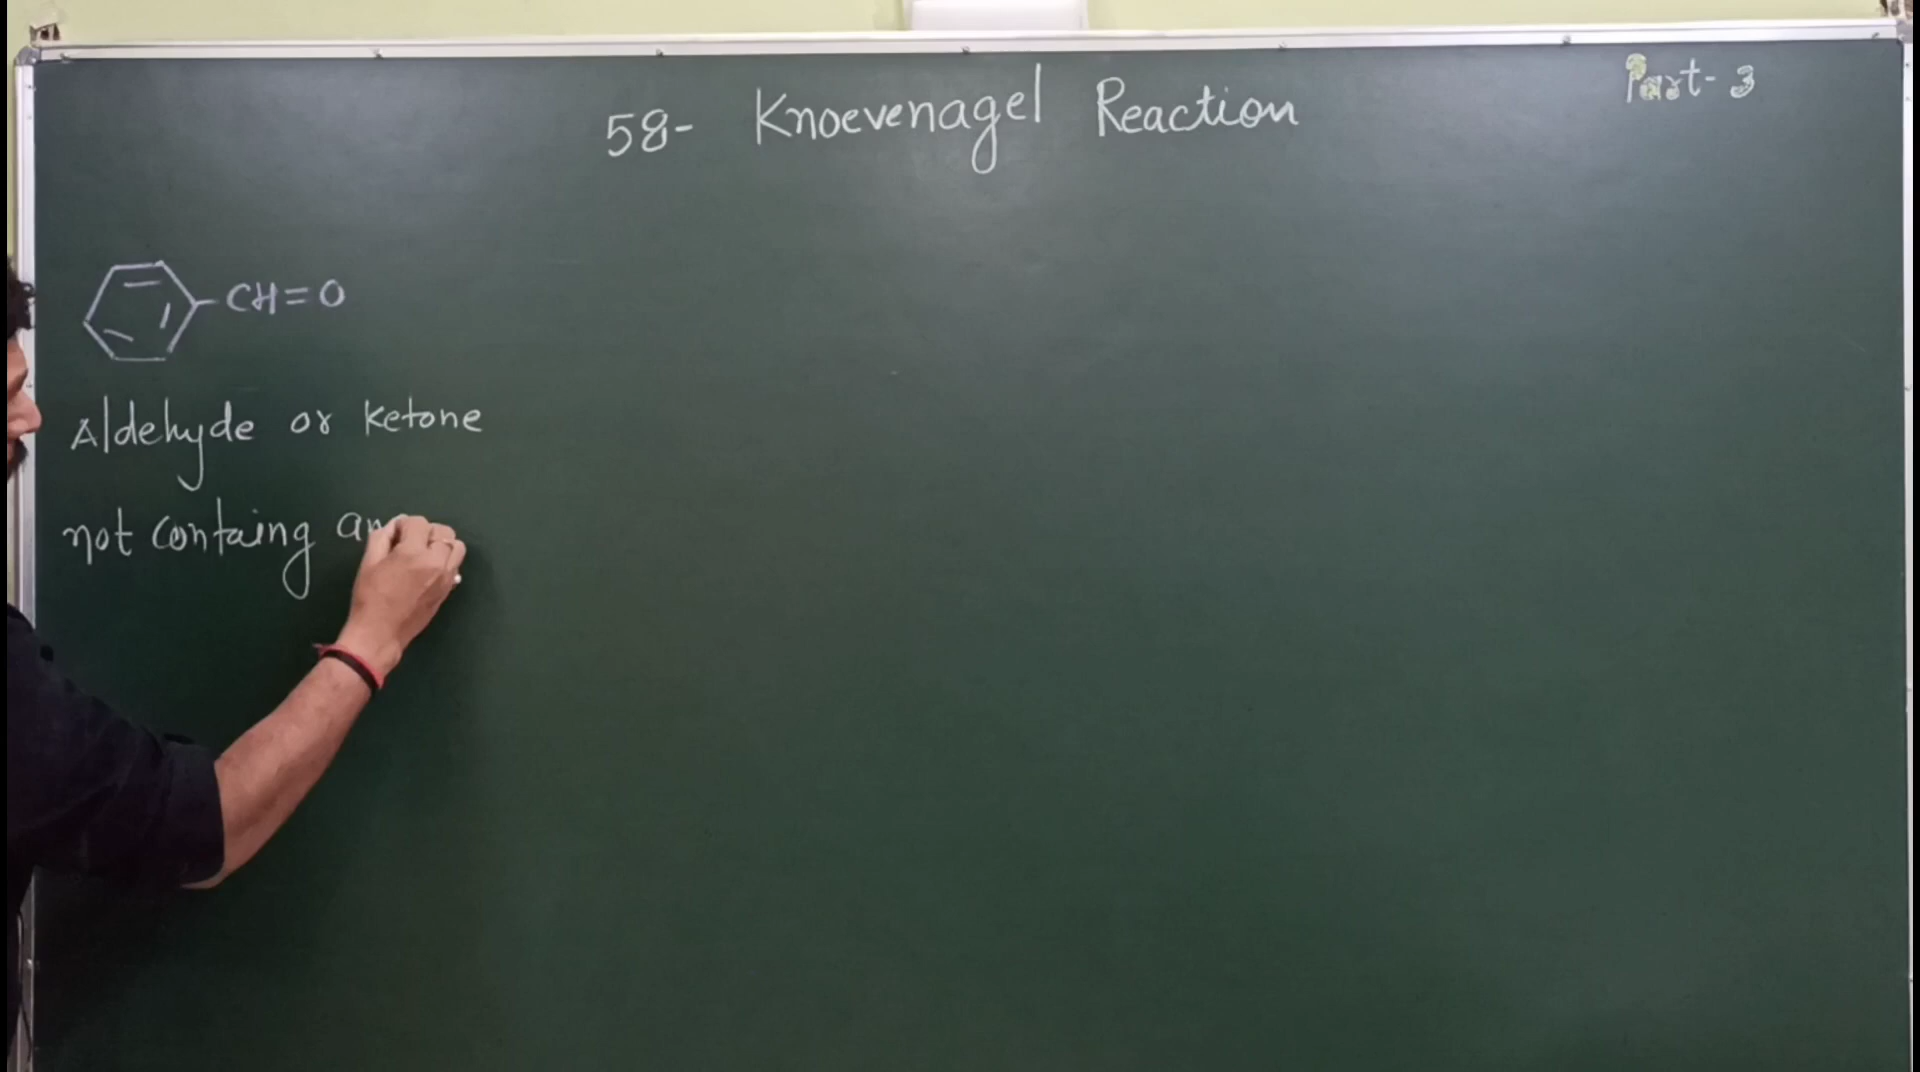 58- Knoevenagel Reaction
Part-3
CH=O
Aldehyde or ketone
not containg